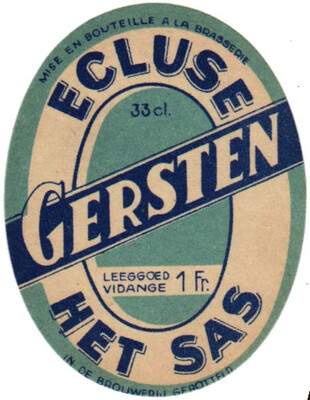 MISE EN BOUTEILLE A LA BRASSERIE
ECLUSE
33 cl.
GERSTEN
LEEGGOED
VIDANGE 1 Fr.
HET SAS
IN DE BROUWERIJ GEBOTTELD